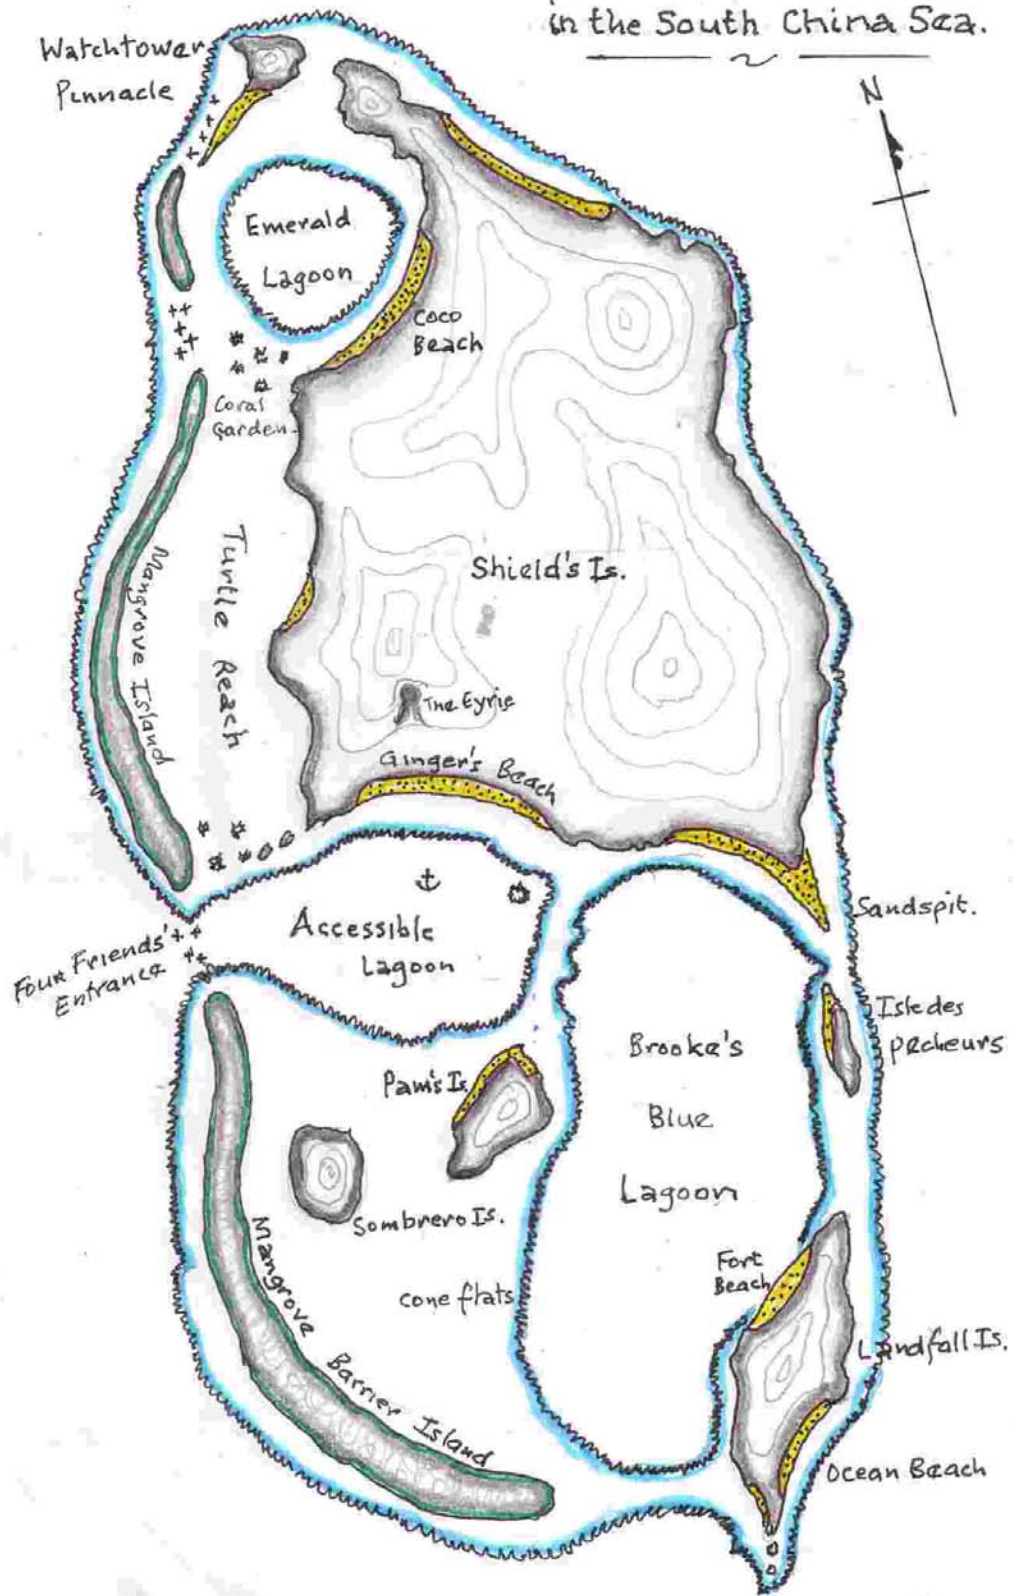 in the South China Sea.
Watchtower
Pinnacle
N
Emerald
Lagoon
Coco
Beach
Coral
Garden
Turtle Reach
Mangrove Island
Shield's Is.
The Eyrie
Ginger's Beach
Sandspit.
Accessible
Lagoon
Four Friends'
Entrance
Isle des
pecheurs
Brooke's
Blue
Lagoon
Pam's Is.
Sombrero Is.
Fort
Beach
cone flats
Landfall Is.
Mangrove Barrier Island
Ocean Beach